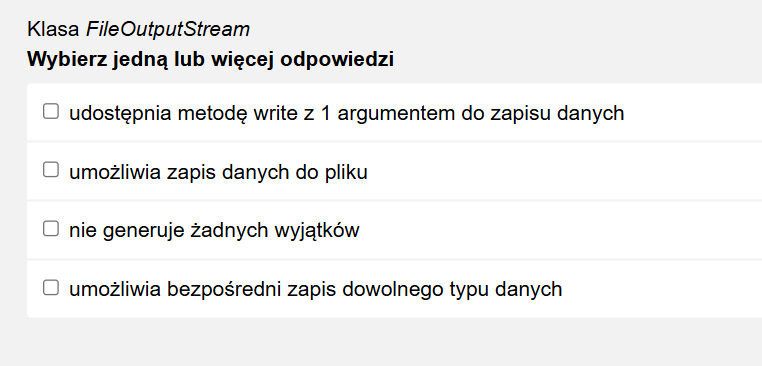 Klasa FileOutputStream
Wybierz jedną lub więcej odpowiedzi
udostępnia metodę write z 1 argumentem do zapisu danych
umożliwia zapis danych do pliku
nie generuje żadnych wyjątków
umożliwia bezpośredni zapis dowolnego typu danych